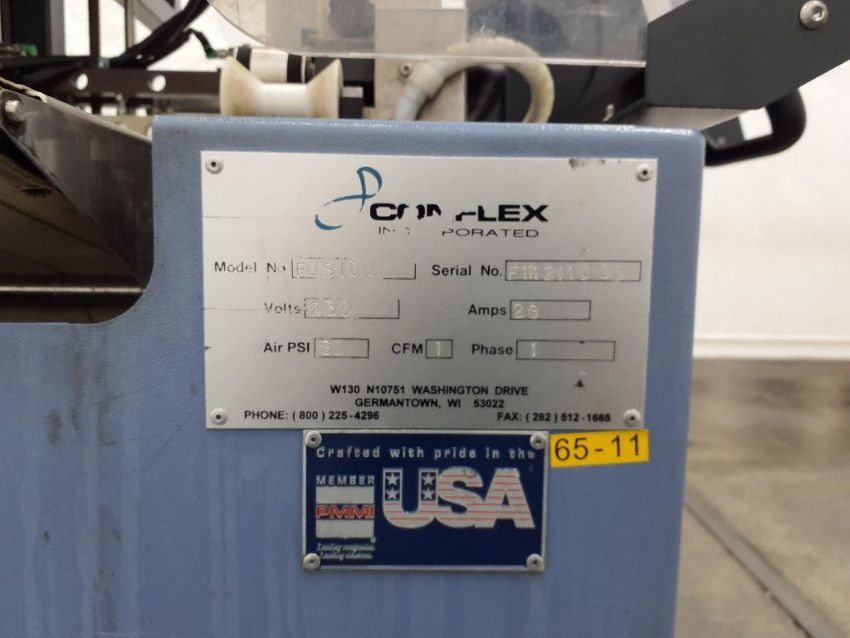 Model No FUSION Serial No.
Volts 230 Amps 20
Air PSI CFM 1 Phase 1
W130 N10751 WASHINGTON DRIVE
GERMANTOWN, WI 53022
PHONE: ( 800 ) 225-4296 FAX: ( 262 ) 512-1665
65-11
Crafted with pride in the
MEMBER
PMMI
USA